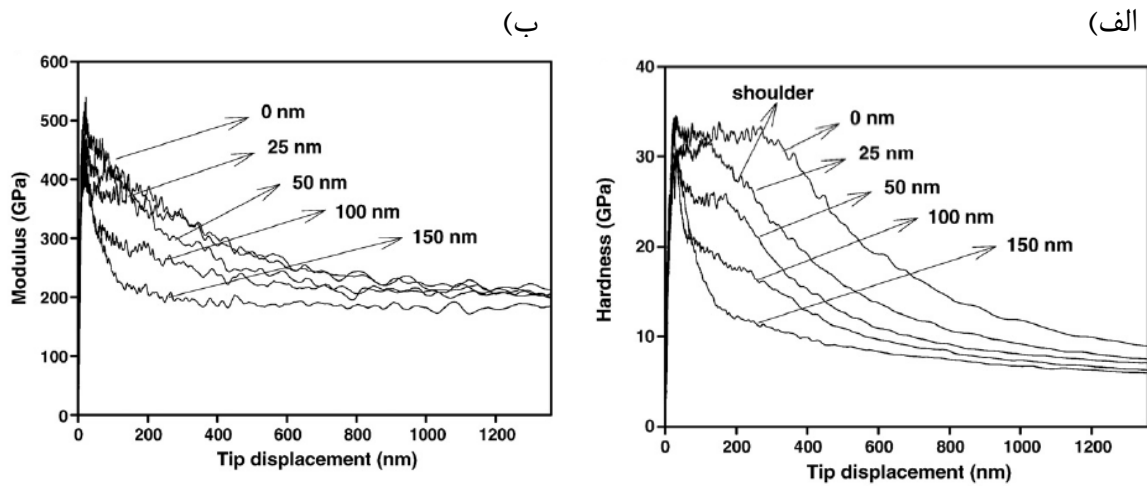 الف)
ب)
600
500
400
300
200
100
0
Modulus (GPa)
0 nm
25 nm
50 nm
100 nm
150 nm
0 200 400 600 800 1000 1200
Tip displacement (nm)
40
30
20
10
0
Hardness (GPa)
shoulder
0 nm
25 nm
50 nm
100 nm
150 nm
0 200 400 600 800 1000 1200
Tip displacement (nm)